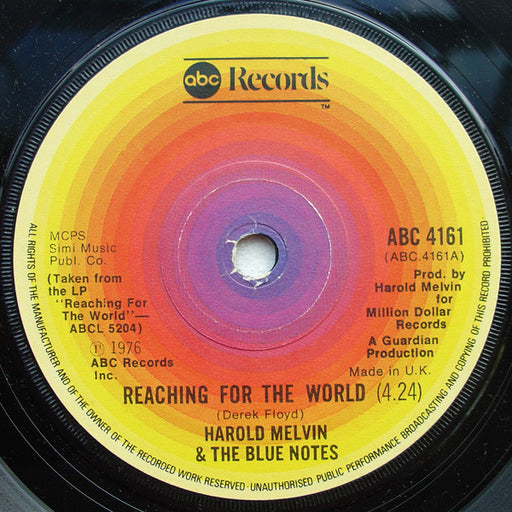 abc Records
TM
MCPS
Simi Music
Publ. Co.
(Taken from
the LP
"Reaching For
The World"—
ABCL 5204)
Ⓟ 1976
ABC Records
Inc.
ABC 4161
(ABC.4161A)
Prod. by
Harold Melvin
for
Million Dollar
Records
A Guardian
Production
Made in U.K.
REACHING FOR THE WORLD (4.24)
(Derek Floyd)
HAROLD MELVIN
& THE BLUE NOTES
ALL RIGHTS OF THE MANUFACTURER AND OF THE OWNER OF THE RECORDED WORK RESERVED · UNAUTHORISED PUBLIC PERFORMANCE BROADCASTING AND COPYING OF THIS RECORD PROHIBITED